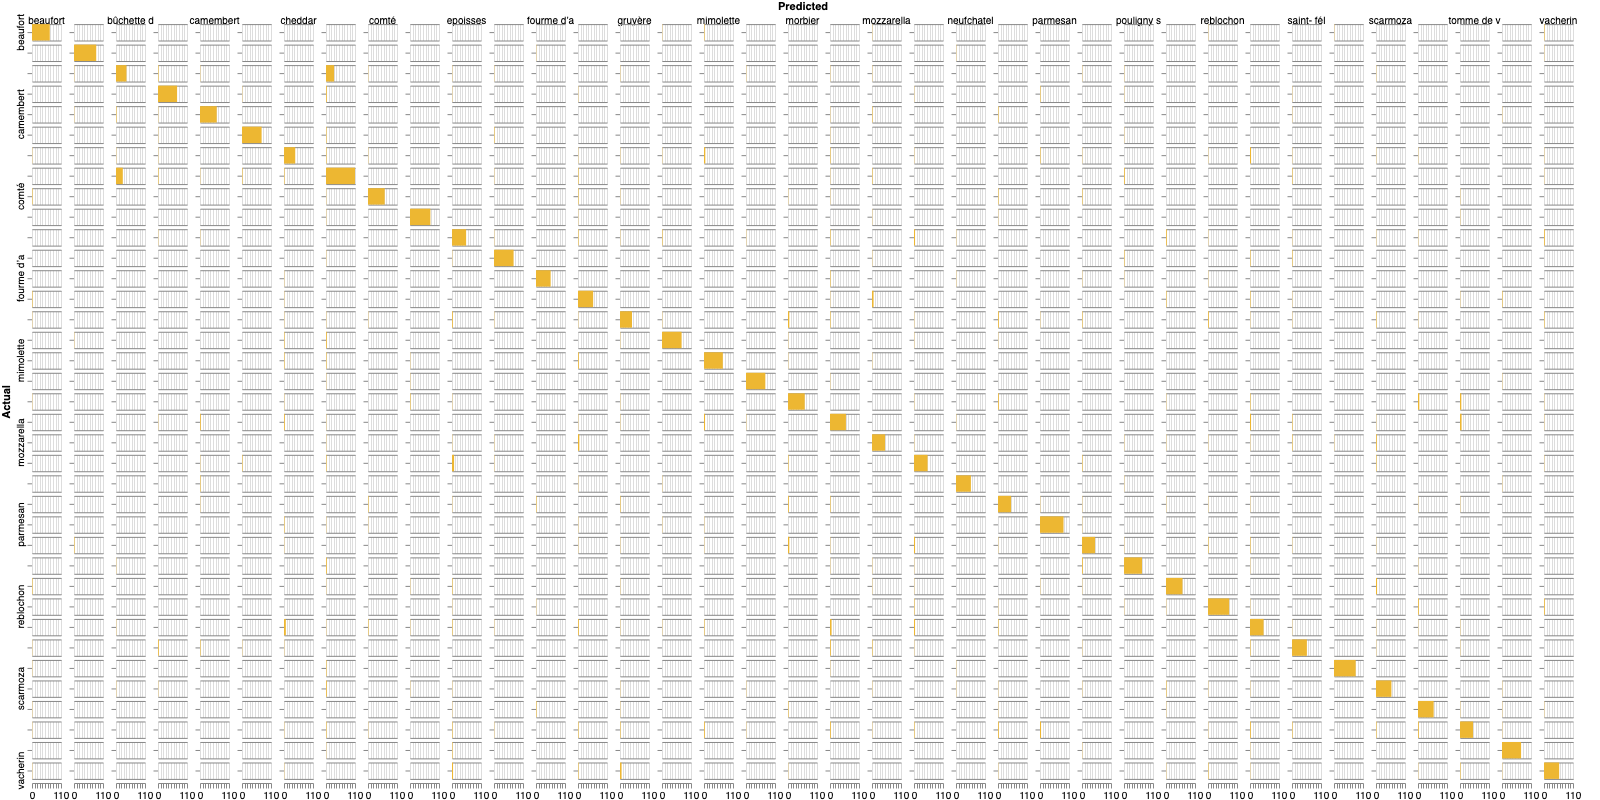 Predicted
beaufort bûchette d camembert cheddar comté epoisses fourme d'a gruyère mimolette morbier mozzarella neufchatel parmesan pouligny s reblochon saint- fél scarmoza tomme de v vacherin
Actual
beaufort
camembert
comté
fourme d'a
mimolette
mozzarella
parmesan
reblochon
scarmoza
vacherin
0 110 0 110 0 110 0 110 0 110 0 110 0 110 0 110 0 110 0 110 0 110 0 110 0 110 0 110 0 110 0 110 0 110 0 110 0 110 0 110 0 110 0 110 0 110 0 110 0 110 0 110 0 110 0 110 0 110 0 110 0 110 0 110 0 110 0 110 0 110 0 110 0 110